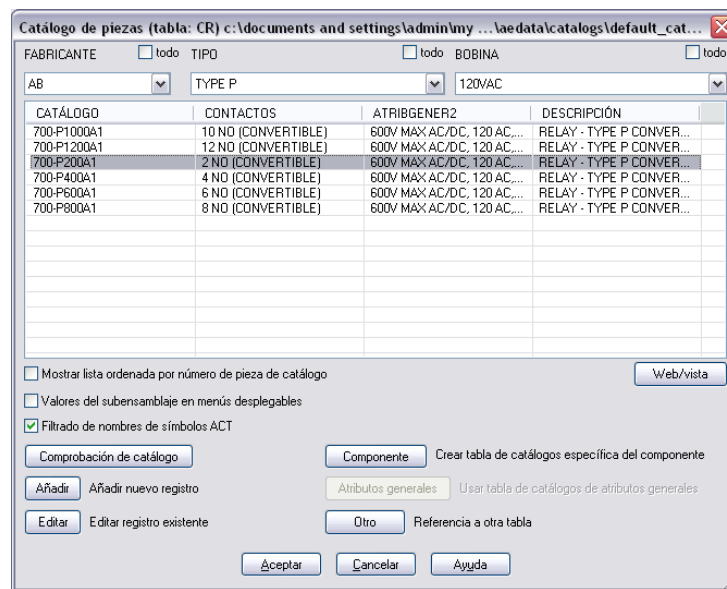 Catálogo de piezas (tabla: CR) c:\documents and settings\admin\my ...\aedata\catalogs\default_cat...
FABRICANTE todo TIPO todo BOBINA todo
AB TYPE P 120VAC
CATÁLOGO CONTACTOS ATRIBGENER2 DESCRIPCIÓN
700-P1000A1 10 NO (CONVERTIBLE) 600V MAX AC/DC, 120 AC,... RELAY - TYPE P CONVER...
700-P1200A1 12 NO (CONVERTIBLE) 600V MAX AC/DC, 120 AC,... RELAY - TYPE P CONVER...
700-P200A1 2 NO (CONVERTIBLE) 600V MAX AC/DC, 120 AC,... RELAY - TYPE P CONVER...
700-P400A1 4 NO (CONVERTIBLE) 600V MAX AC/DC, 120 AC,... RELAY - TYPE P CONVER...
700-P600A1 6 NO (CONVERTIBLE) 600V MAX AC/DC, 120 AC,... RELAY - TYPE P CONVER...
700-P800A1 8 NO (CONVERTIBLE) 600V MAX AC/DC, 120 AC,... RELAY - TYPE P CONVER...
Mostrar lista ordenada por número de pieza de catálogo Web/vista
Valores del subensamblaje en menús desplegables
Filtrado de nombres de símbolos ACT
Comprobación de catálogo Componente Crear tabla de catálogos específica del componente
Añadir Añadir nuevo registro Atributos generales Usar tabla de catálogos de atributos generales
Editar Editar registro existente Otro Referencia a otra tabla
Aceptar Cancelar Ayuda